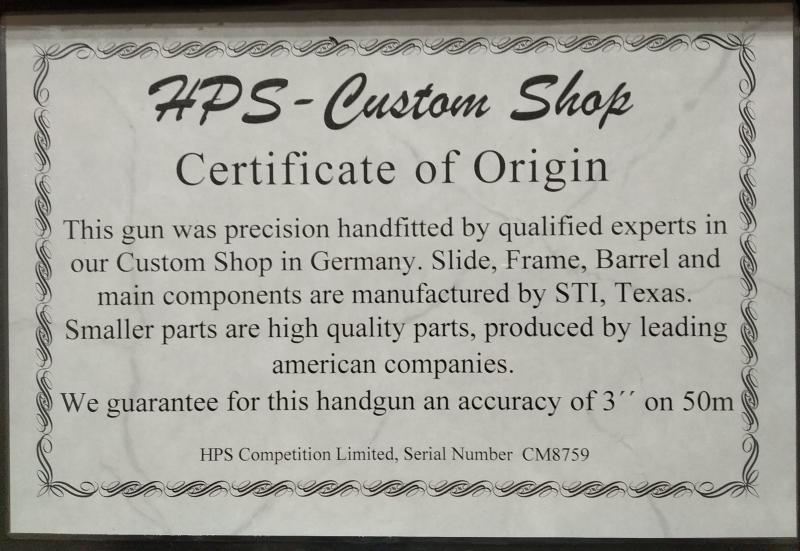 HPS-Custom Shop
Certificate of Origin
This gun was precision handfitted by qualified experts in
our Custom Shop in Germany. Slide, Frame, Barrel and
main components are manufactured by STI, Texas.
Smaller parts are high quality parts, produced by leading
american companies.
We guarantee for this handgun an accuracy of 3´´ on 50m
HPS Competition Limited, Serial Number CM8759